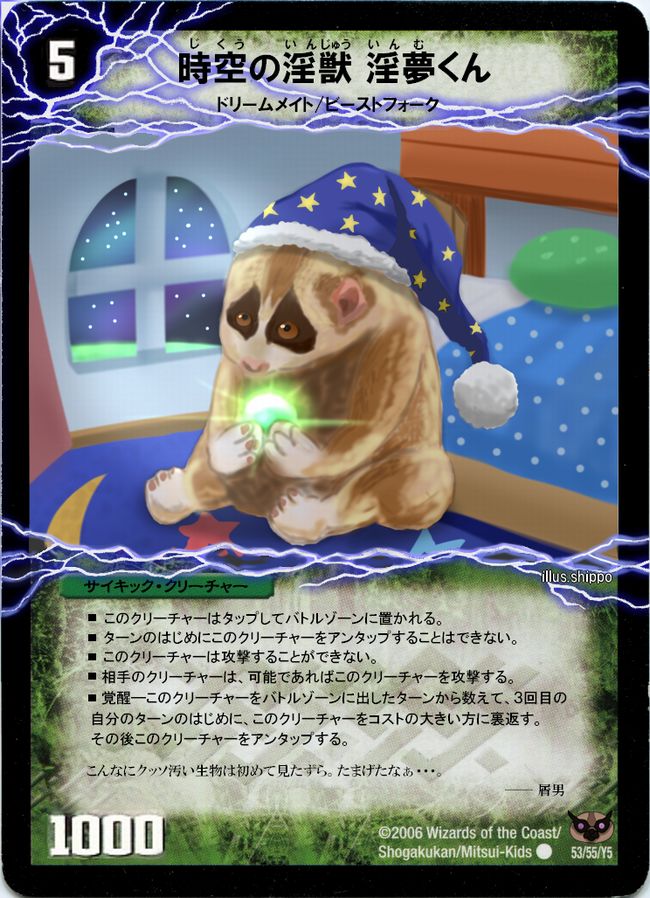 5
じくう いんじゅう いんむ
時空の淫獣 淫夢くん
ドリームメイト/ビーストフォーク
illus.shippo
サイキック・クリーチャー
■ このクリーチャーはタップしてバトルゾーンに置かれる。
■ ターンのはじめにこのクリーチャーをアンタップすることはできない。
■ このクリーチャーは攻撃することができない。
■ 相手のクリーチャーは、可能であればこのクリーチャーを攻撃する。
■ 覚醒―このクリーチャーをバトルゾーンに出したターンから数えて、3回目の
自分のターンのはじめに、このクリーチャーをコストの大きい方に裏返す。
その後このクリーチャーをアンタップする。
こんなにクッソ汚い生物は初めて見たずら。たまげたなぁ・・・。
―― 屑男
1000
©2006 Wizards of the Coast/
Shogakukan/Mitsui-Kids
53/55/Y5